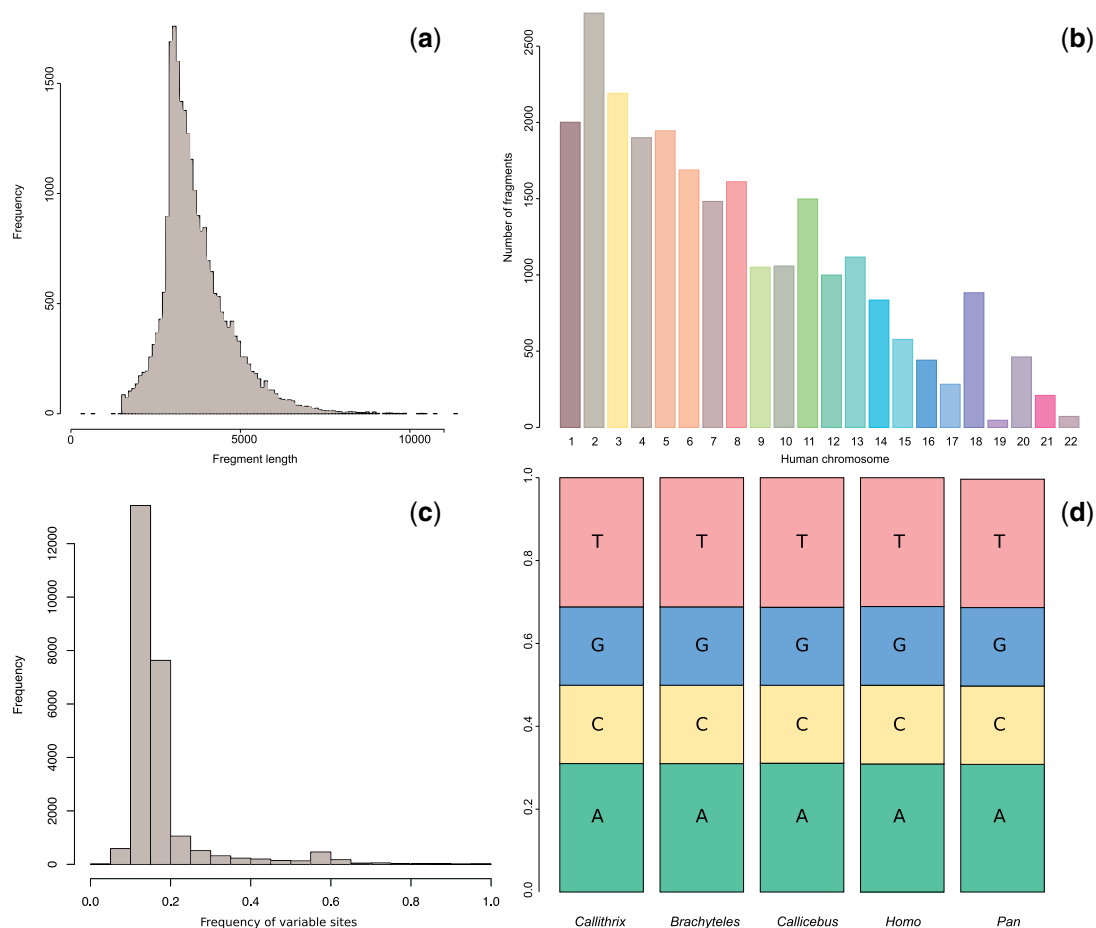 (a)
Frequency
0
500
1000
1500
0 5000 10000
Fregment length
(b)
Number of fragments
0
500
1000
1500
2000
2500
1 2 3 4 5 6 7 8 9 10 11 12 13 14 15 16 17 18 19 20 21 22
Human chromosome
(c)
Frequency
0
2000
4000
6000
8000
10000
12000
0.0 0.2 0.4 0.6 0.8 1.0
Frequency of variable sites
(d)
0.0
0.2
0.4
0.6
0.8
1.0
T T T T T
G G G G G
C C C C C
A A A A A
Callithrix Brachyteles Callicebus Homo Pan